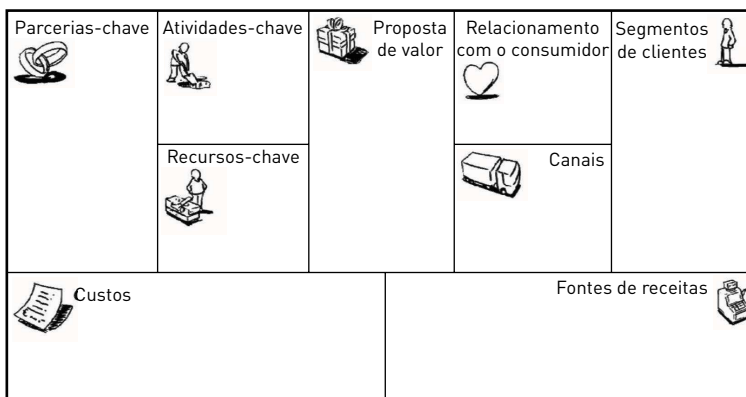 Parcerias-chave
Atividades-chave
Proposta
de valor
Relacionamento
com o consumidor
Segmentos
de clientes
Recursos-chave
Canais
Custos
Fontes de receitas